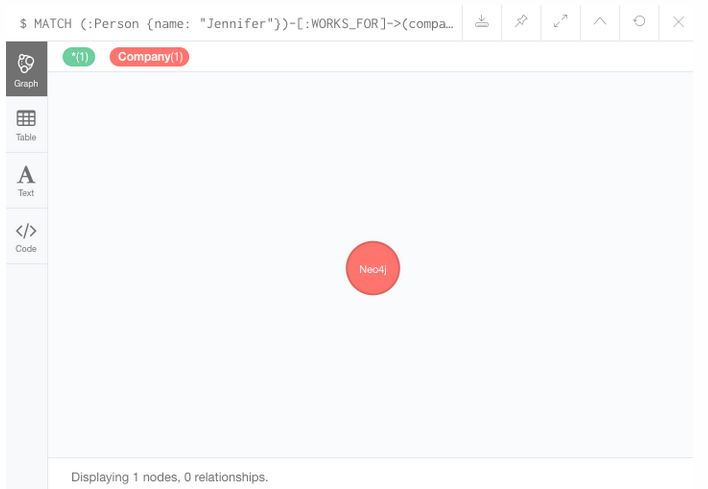 $ MATCH (:Person {name: "Jennifer"})-[:WORKS_FOR]->(compa…
*(1) Company(1)
Graph
Table
A
Text
</>
Code
Neo4j
Displaying 1 nodes, 0 relationships.